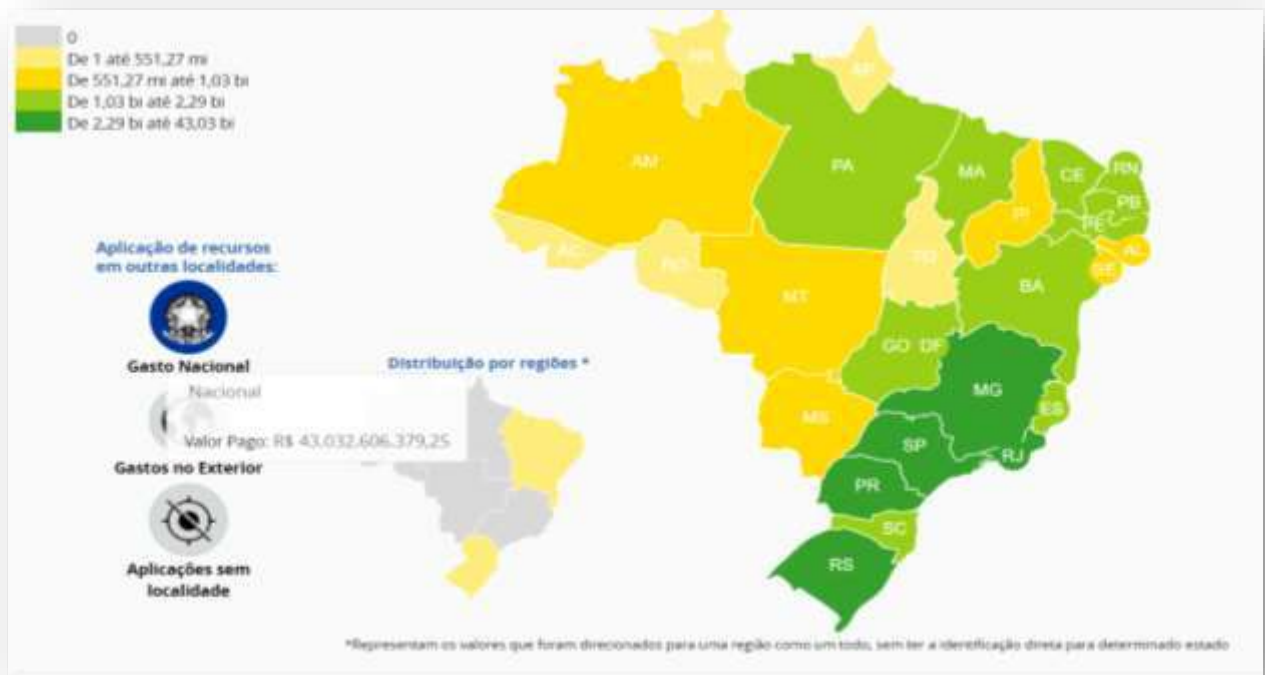 0
De 1 até 551,27 mi
De 551,27 mi até 1,03 bi
De 1,03 bi até 2,29 bi
De 2,29 bi até 43,03 bi
RR
AP
AM
PA
MA
CE
RN
PB
PE
PI
AL
SE
AC
RO
TO
BA
MT
GO DF
MG
ES
MS
SP
RJ
PR
SC
RS
Aplicação de recursos
em outras localidades:
Gasto Nacional
Nacional
Valor Pago: R$ 43.032.606.379,25
Gastos no Exterior
Aplicações sem
localidade
Distribuição por regiões *
*Representam os valores que foram direcionados para uma região como um todo, sem ter a identificação direta para determinado estado